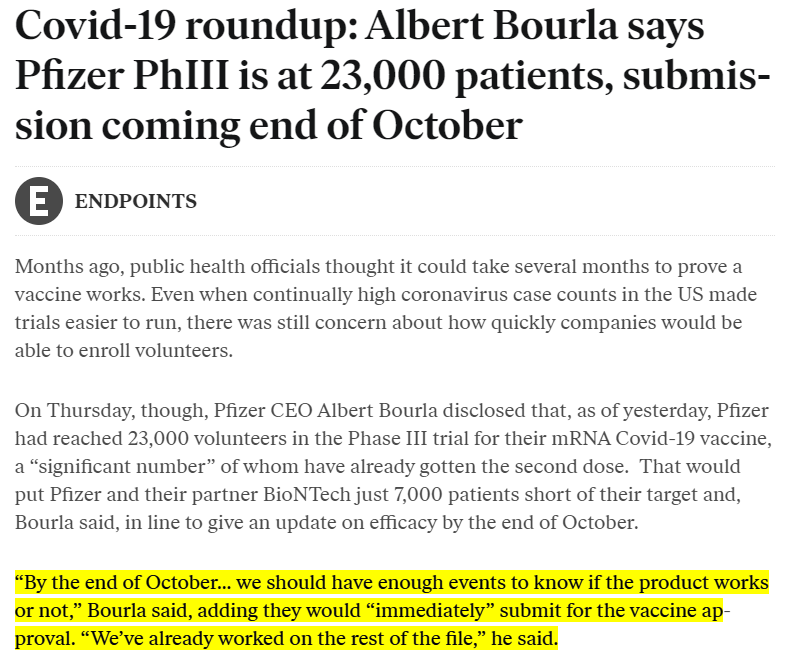 Covid-19 roundup: Albert Bourla says
Pfizer PhIII is at 23,000 patients, submis-
sion coming end of October
E ENDPOINTS
Months ago, public health officials thought it could take several months to prove a
vaccine works. Even when continually high coronavirus case counts in the US made
trials easier to run, there was still concern about how quickly companies would be
able to enroll volunteers.
On Thursday, though, Pfizer CEO Albert Bourla disclosed that, as of yesterday, Pfizer
had reached 23,000 volunteers in the Phase III trial for their mRNA Covid-19 vaccine,
a “significant number” of whom have already gotten the second dose.  That would
put Pfizer and their partner BioNTech just 7,000 patients short of their target and,
Bourla said, in line to give an update on efficacy by the end of October.
“By the end of October... we should have enough events to know if the product works
or not,” Bourla said, adding they would “immediately” submit for the vaccine ap-
proval. “We’ve already worked on the rest of the file,” he said.